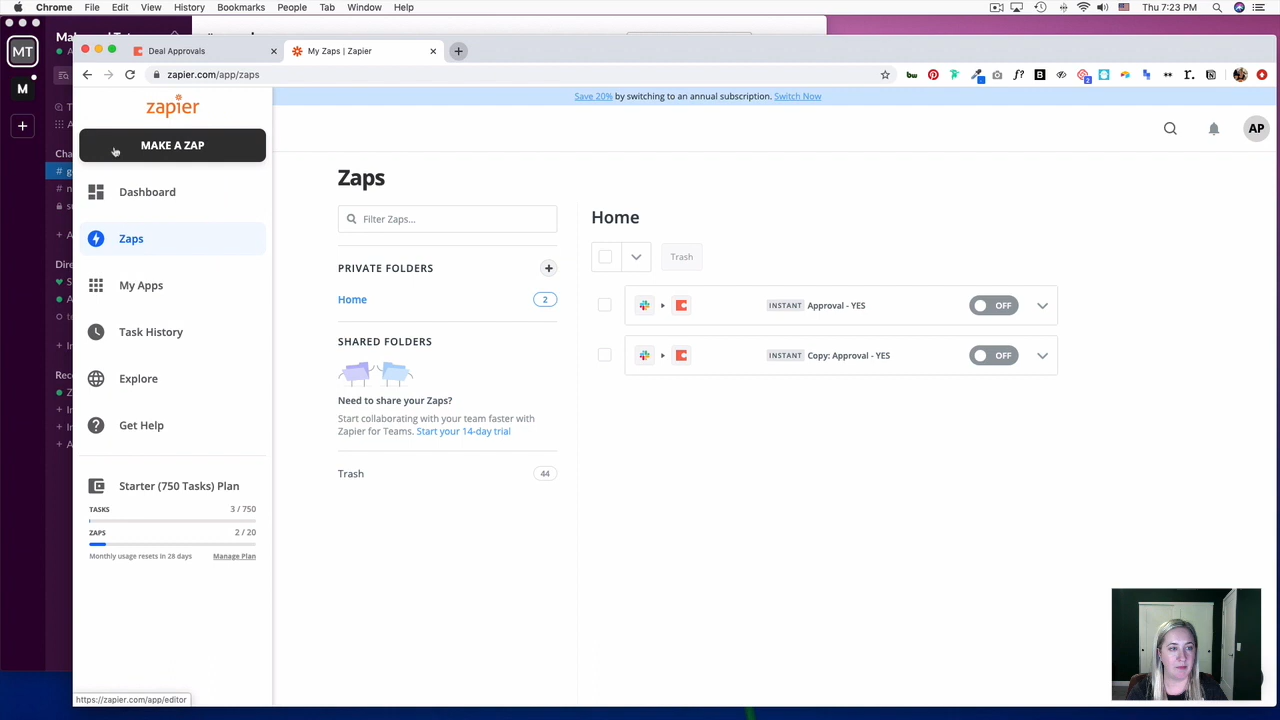 Chrome File Edit View History Bookmarks People Tab Window Help
Thu 7:23 PM
MT
M
Deal Approvals
My Zaps | Zapier
zapier.com/app/zaps
zapier
Save 20% by switching to an annual subscription. Switch Now
MAKE A ZAP
AP
Dashboard
Zaps
My Apps
Task History
Explore
Get Help
Starter (750 Tasks) Plan
TASKS 3 / 750
ZAPS 2 / 20
Monthly usage resets in 28 days Manage Plan
https://zapier.com/app/editor
Zaps
Filter Zaps...
PRIVATE FOLDERS
Home 2
SHARED FOLDERS
Need to share your Zaps?
Start collaborating with your team faster with
Zapier for Teams. Start your 14-day trial
Trash 44
Home
Trash
INSTANT Approval - YES OFF
INSTANT Copy: Approval - YES OFF